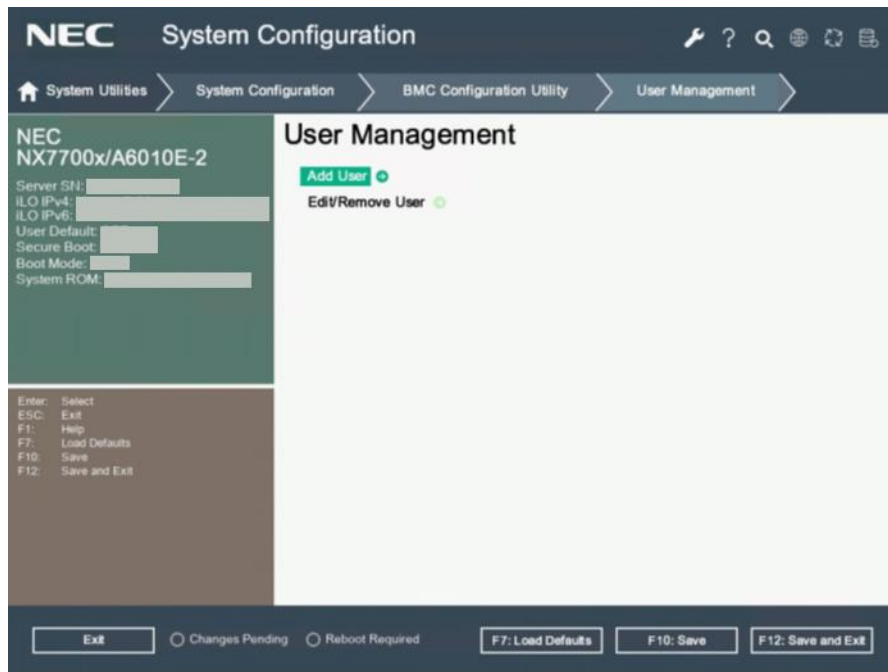 NEC System Configuration
?
System Utilities System Configuration BMC Configuration Utility User Management
NEC
NX7700x/A6010E-2
Server SN:
iLO IPv4:
iLO IPv6:
User Default:
Secure Boot:
Boot Mode:
System ROM:
User Management
Add User
Edit/Remove User
Enter: Select
ESC: Exit
F1: Help
F7: Load Defaults
F10: Save
F12: Save and Exit
Exit Changes Pending Reboot Required F7: Load Defaults F10: Save F12: Save and Exit